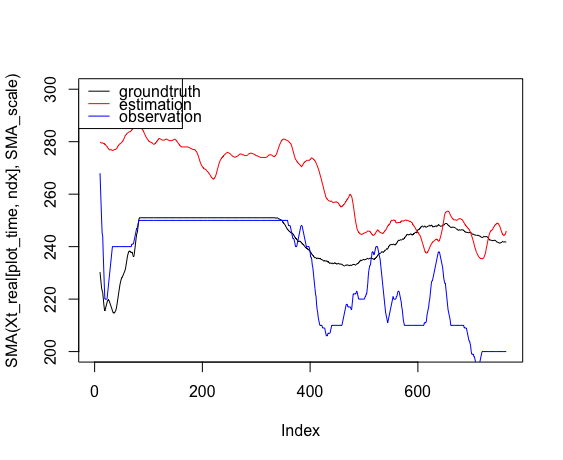 SMA(Xt_real[plot_time, ndx], SMA_scale)
300
280
260
240
220
200
groundtruth
estimation
observation
0 200 400 600
Index